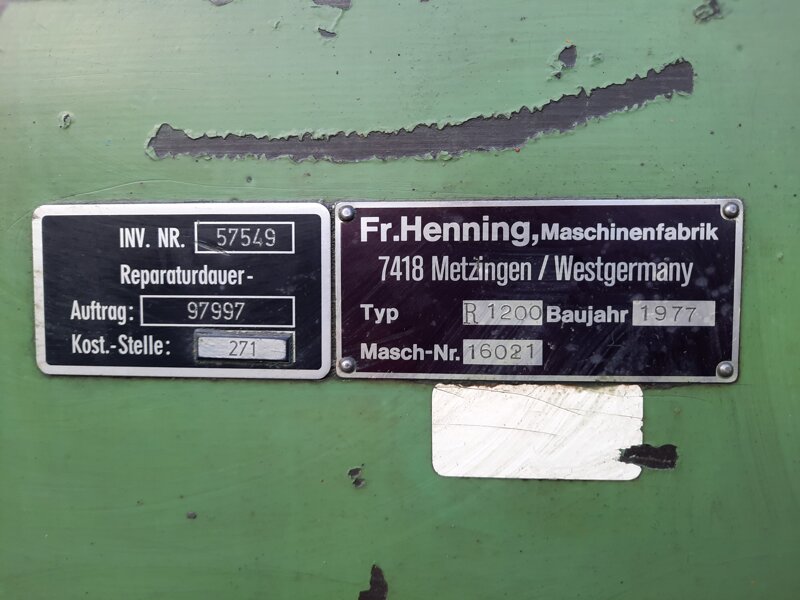 INV. NR. 57549
Reparaturdauer-
Auftrag: 97997
Kost.-Stelle: 271
Fr.Henning, Maschinenfabrik
7418 Metzingen / Westgermany
Typ R 1200 Baujahr 1977
Masch-Nr. 16021